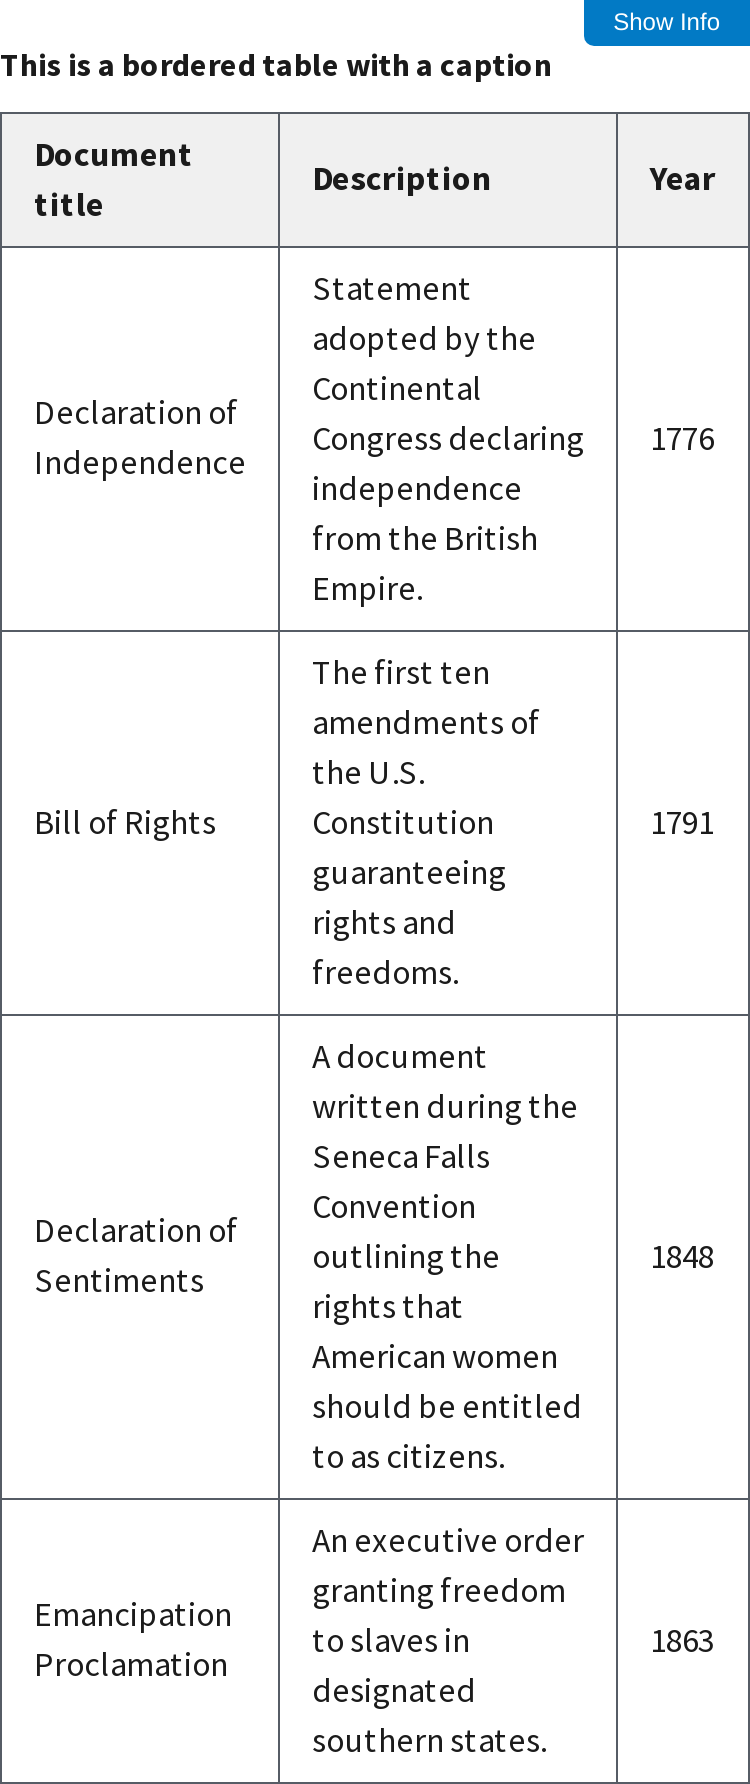 Show Info
This is a bordered table with a caption
Document
title
Description
Year
Declaration of
Independence
Statement
adopted by the
Continental
Congress declaring
independence
from the British
Empire.
1776
Bill of Rights
The first ten
amendments of
the U.S.
Constitution
guaranteeing
rights and
freedoms.
1791
Declaration of
Sentiments
A document
written during the
Seneca Falls
Convention
outlining the
rights that
American women
should be entitled
to as citizens.
1848
Emancipation
Proclamation
An executive order
granting freedom
to slaves in
designated
southern states.
1863